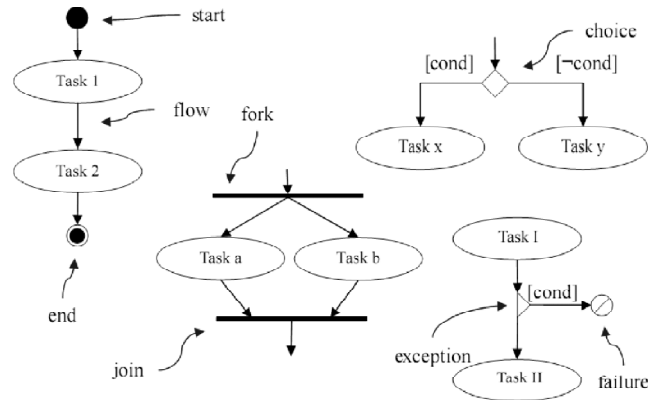 start
Task 1
flow
Task 2
end
fork
Task a
Task b
join
choice
[cond]
[¬cond]
Task x
Task y
Task I
[cond]
exception
Task II
failure